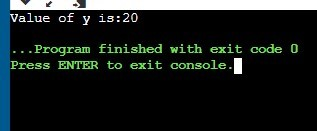 Value of y is:20
...Program finished with exit code 0
Press ENTER to exit console.